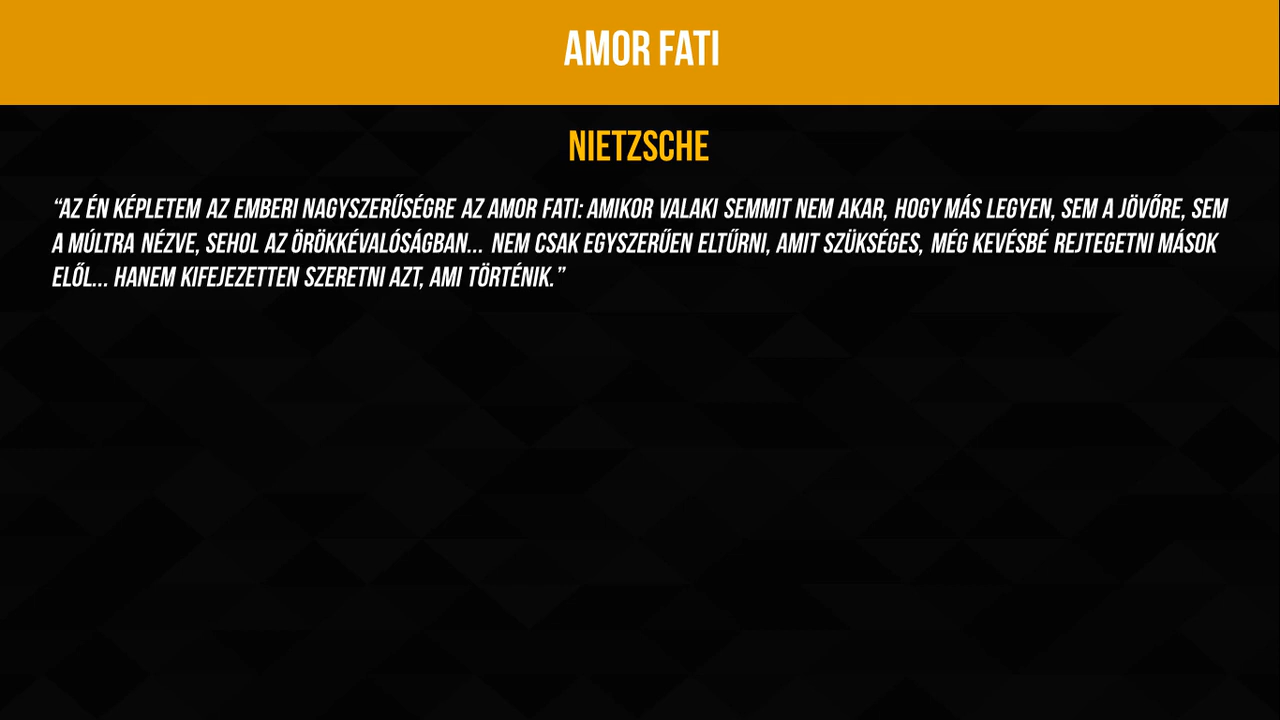 AMOR FATI
NIETZSCHE
“AZ ÉN KÉPLETEM AZ EMBERI NAGYSZERŰSÉGRE AZ AMOR FATI: AMIKOR VALAKI SEMMIT NEM AKAR, HOGY MÁS LEGYEN, SEM A JÖVŐRE, SEM
A MÚLTRA NÉZVE, SEHOL AZ ÖRÖKKÉVALÓSÁGBAN... NEM CSAK EGYSZERŰEN ELTŰRNI, AMIT SZÜKSÉGES, MÉG KEVÉSBÉ REJTEGETNI MÁSOK
ELŐL... HANEM KIFEJEZETTEN SZERETNI AZT, AMI TÖRTÉNIK.”